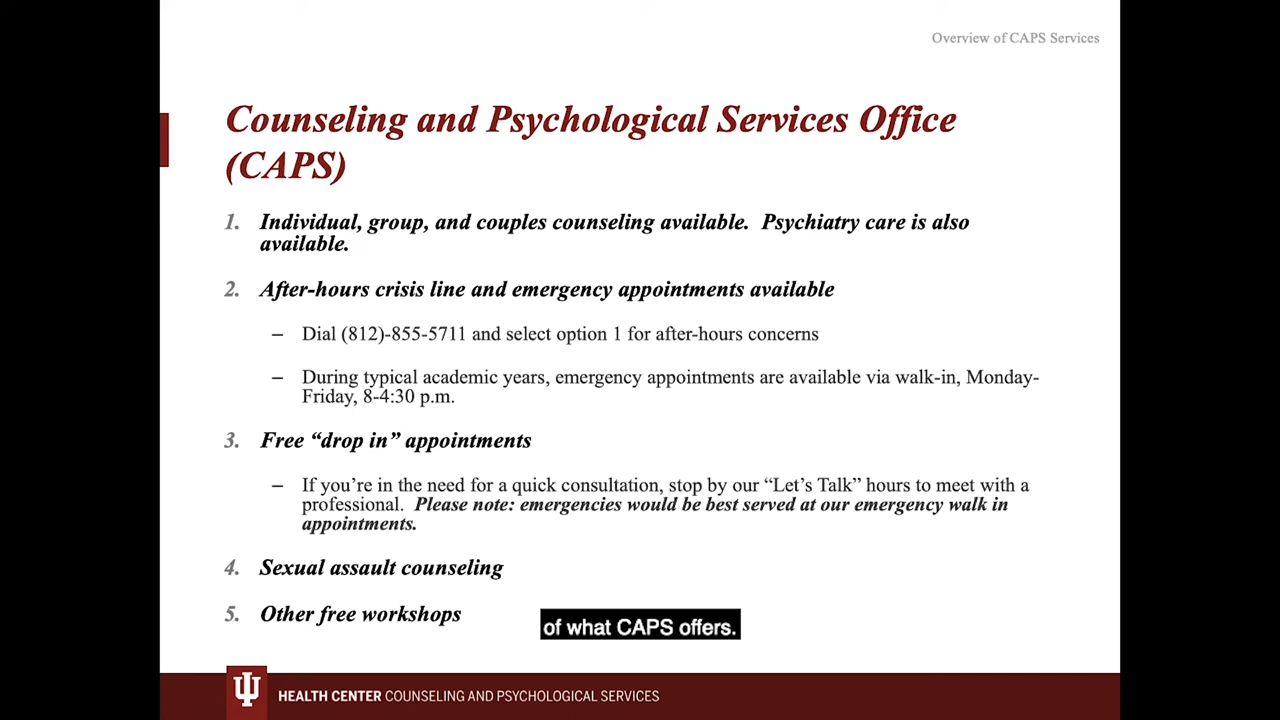 Overview of CAPS Services
Counseling and Psychological Services Office
(CAPS)
1. Individual, group, and couples counseling available.  Psychiatry care is also
available.
2. After-hours crisis line and emergency appointments available
– Dial (812)-855-5711 and select option 1 for after-hours concerns
– During typical academic years, emergency appointments are available via walk-in, Monday-
Friday, 8-4:30 p.m.
3. Free “drop in” appointments
– If you’re in the need for a quick consultation, stop by our “Let’s Talk” hours to meet with a
professional.  Please note: emergencies would be best served at our emergency walk in
appointments.
4. Sexual assault counseling
5. Other free workshops
of what CAPS offers.
HEALTH CENTER COUNSELING AND PSYCHOLOGICAL SERVICES